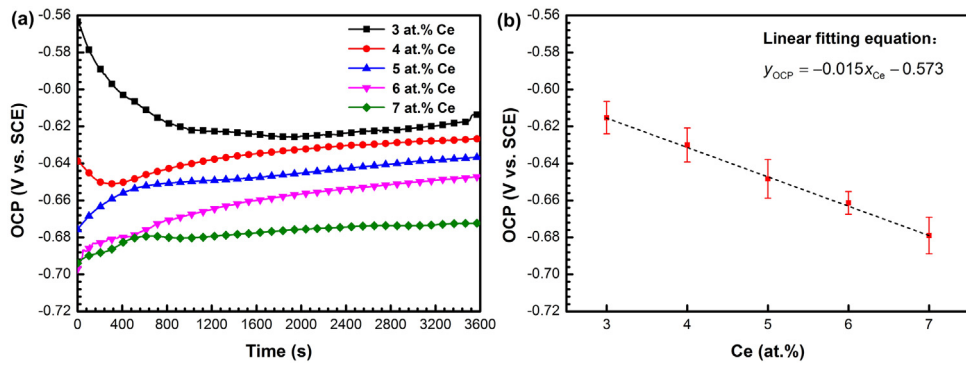 (a)
3 at.% Ce
4 at.% Ce
5 at.% Ce
6 at.% Ce
7 at.% Ce
-0.56
-0.58
-0.60
-0.62
-0.64
-0.66
-0.68
-0.70
-0.72
OCP (V vs. SCE)
0 400 800 1200 1600 2000 2400 2800 3200 3600
Time (s)
(b)
Linear fitting equation：
yOCP = −0.015xCe − 0.573
-0.56
-0.58
-0.60
-0.62
-0.64
-0.66
-0.68
-0.70
-0.72
OCP (V vs. SCE)
3 4 5 6 7
Ce (at.%)